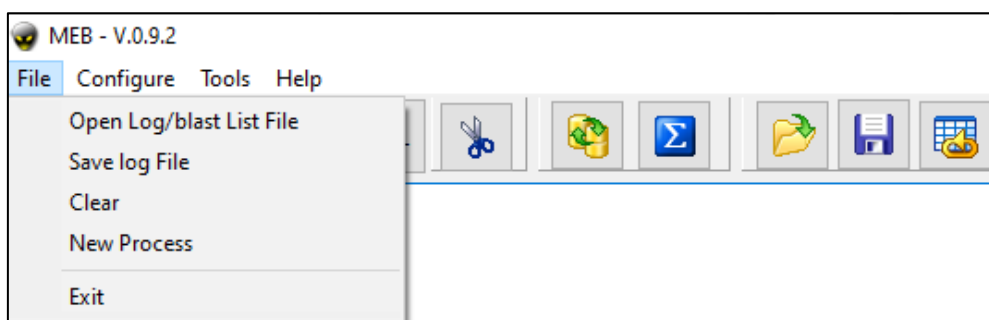 MEB - V.0.9.2
File Configure Tools Help
Open Log/blast List File
Save log File
Clear
New Process
Exit
Σ